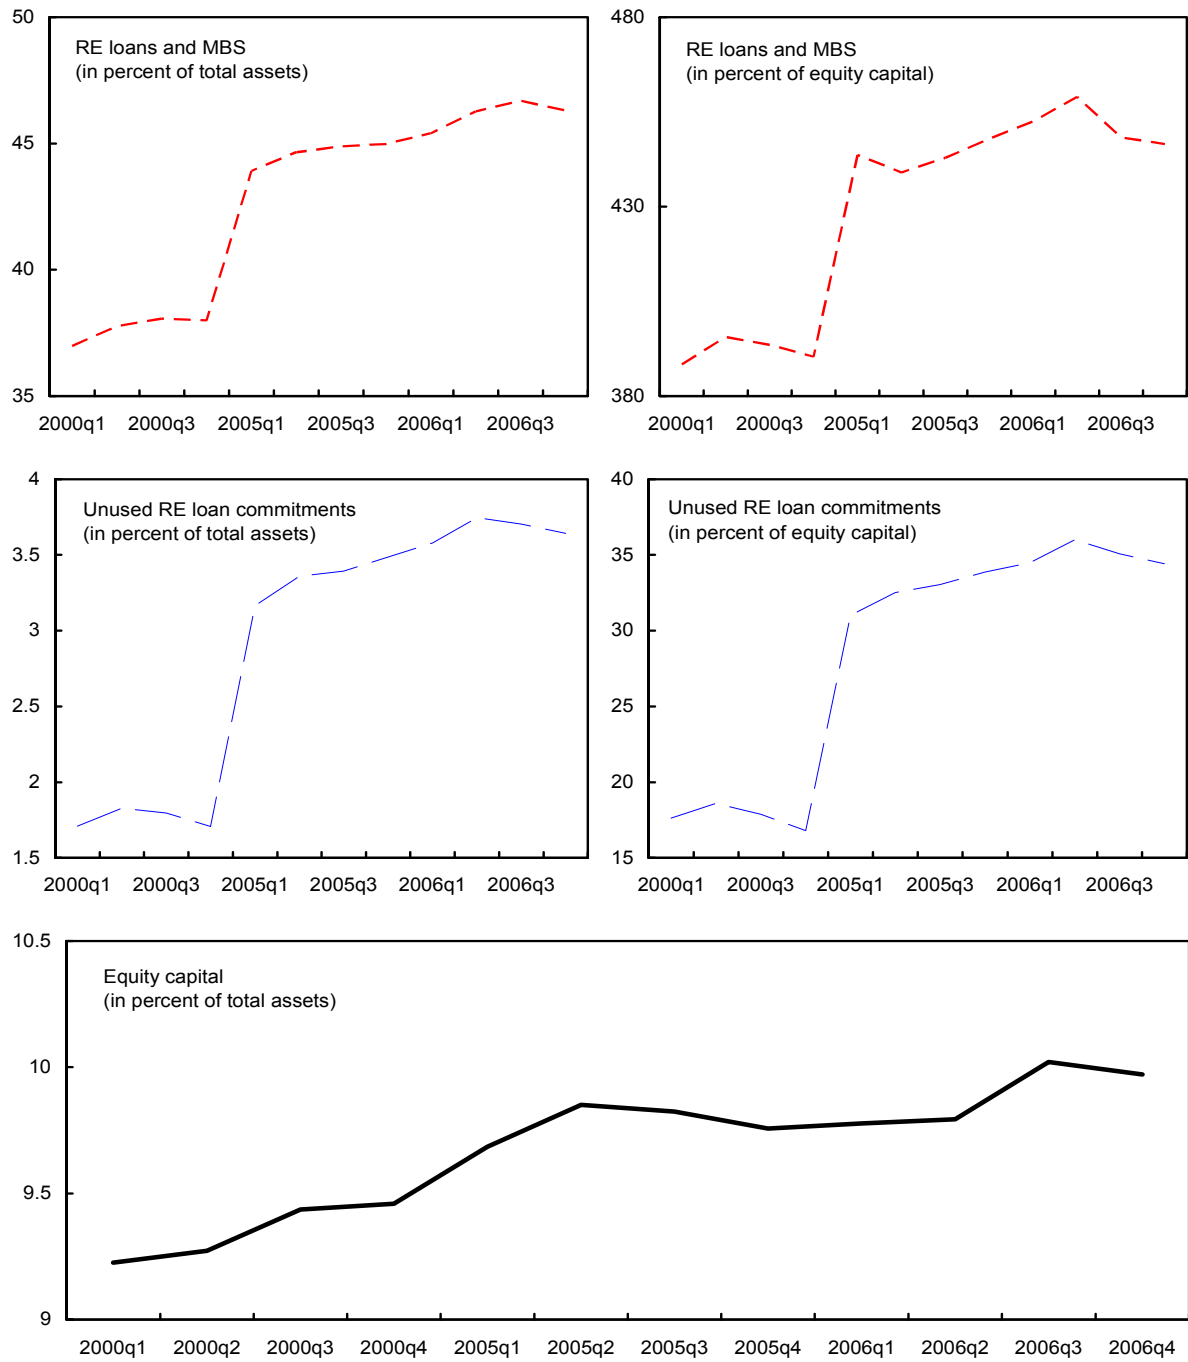 50
RE loans and MBS
(in percent of total assets)
45
40
35
2000q1 2000q3 2005q1 2005q3 2006q1 2006q3
480
RE loans and MBS
(in percent of equity capital)
430
380
2000q1 2000q3 2005q1 2005q3 2006q1 2006q3
4
Unused RE loan commitments
(in percent of total assets)
3.5
3
2.5
2
1.5
2000q1 2000q3 2005q1 2005q3 2006q1 2006q3
40
Unused RE loan commitments
(in percent of equity capital)
35
30
25
20
15
2000q1 2000q3 2005q1 2005q3 2006q1 2006q3
10.5
Equity capital
(in percent of total assets)
10
9.5
9
2000q1 2000q2 2000q3 2000q4 2005q1 2005q2 2005q3 2005q4 2006q1 2006q2 2006q3 2006q4